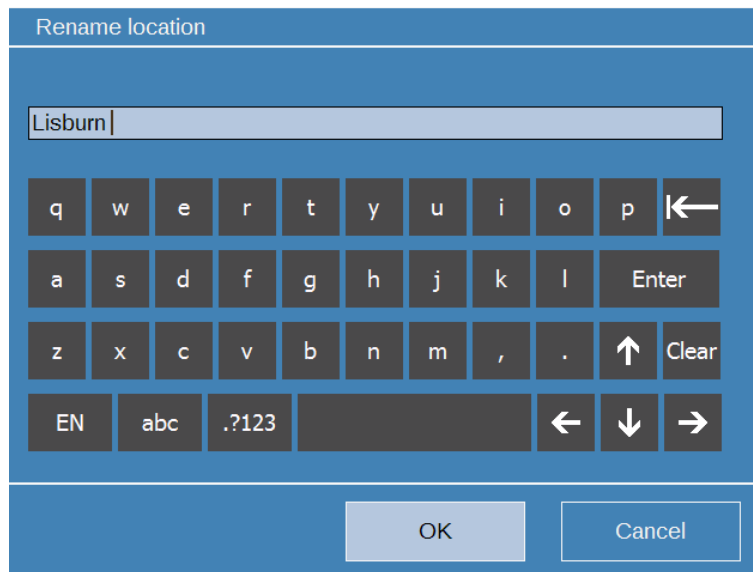 Rename location
Lisburn
q w e r t y u i o p
a s d f g h j k l Enter
z x c v b n m , . Clear
EN abc .?123
OK Cancel